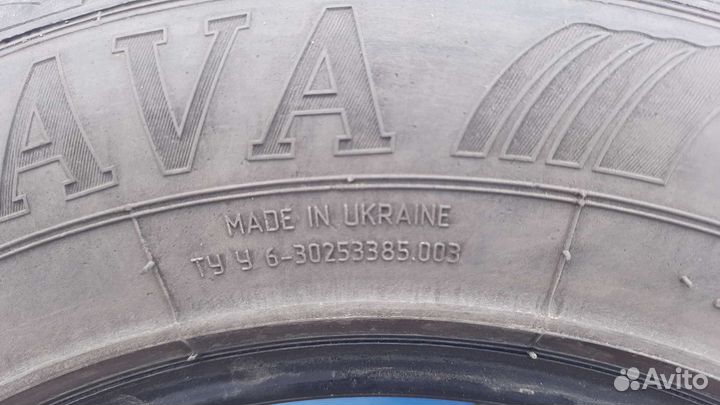 AVA
MADE IN UKRAINE
ТУ У 6-30253385.003
Avito